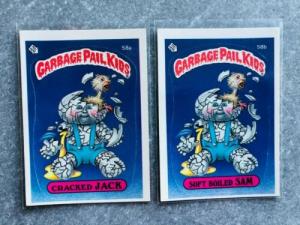 58a
GARBAGE PAIL KIDS
CRACKED JACK
58b
GARBAGE PAIL KIDS
SOFT BOILED SAM